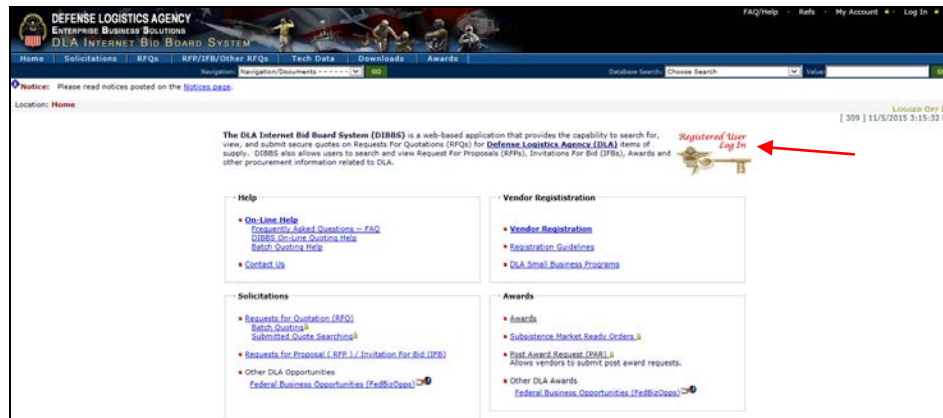 DEFENSE LOGISTICS AGENCY
ENTERPRISE BUSINESS SOLUTIONS
DLA INTERNET BID BOARD SYSTEM
FAQ/Help Refs My Account Log In
Home Solicitations RFQs RFP/IFB/Other RFQs Tech Data Downloads Awards
Navigation: Navigation/Documents - - - - - - GO Database Search: Choose Search Value:
Notice: Please read notices posted on the Notices page.
Location: Home
LOGGED OFF
[ 309 ] 11/5/2015 3:15:32
The DLA Internet Bid Board System (DIBBS) is a web-based application that provides the capability to search for,
view, and submit secure quotes on Requests For Quotations (RFQs) for Defense Logistics Agency (DLA) items of
supply. DIBBS also allows users to search and view Request For Proposals (RFPs), Invitations For Bid (IFBs), Awards and
other procurement information related to DLA.
Registered User
Log In
Help
On-Line Help
Frequently Asked Questions -- FAQ
DIBBS On-Line Quoting Help
Batch Quoting Help
Contact Us
Vendor Regististration
Vendor Registration
Registration Guidelines
DLA Small Business Programs
Solicitations
Requests for Quotation (RFQ)
Batch Quoting
Submitted Quote Searching
Requests for Proposal ( RFP ) / Invitation For Bid (IFB)
Other DLA Opportunities
Federal Business Opportunities (FedBizOpps)
Awards
Awards
Subsistence Market Ready Orders
Post Award Request (PAR)
Allows vendors to submit post award requests.
Other DLA Awards
Federal Business Opportunities (FedBizOpps)